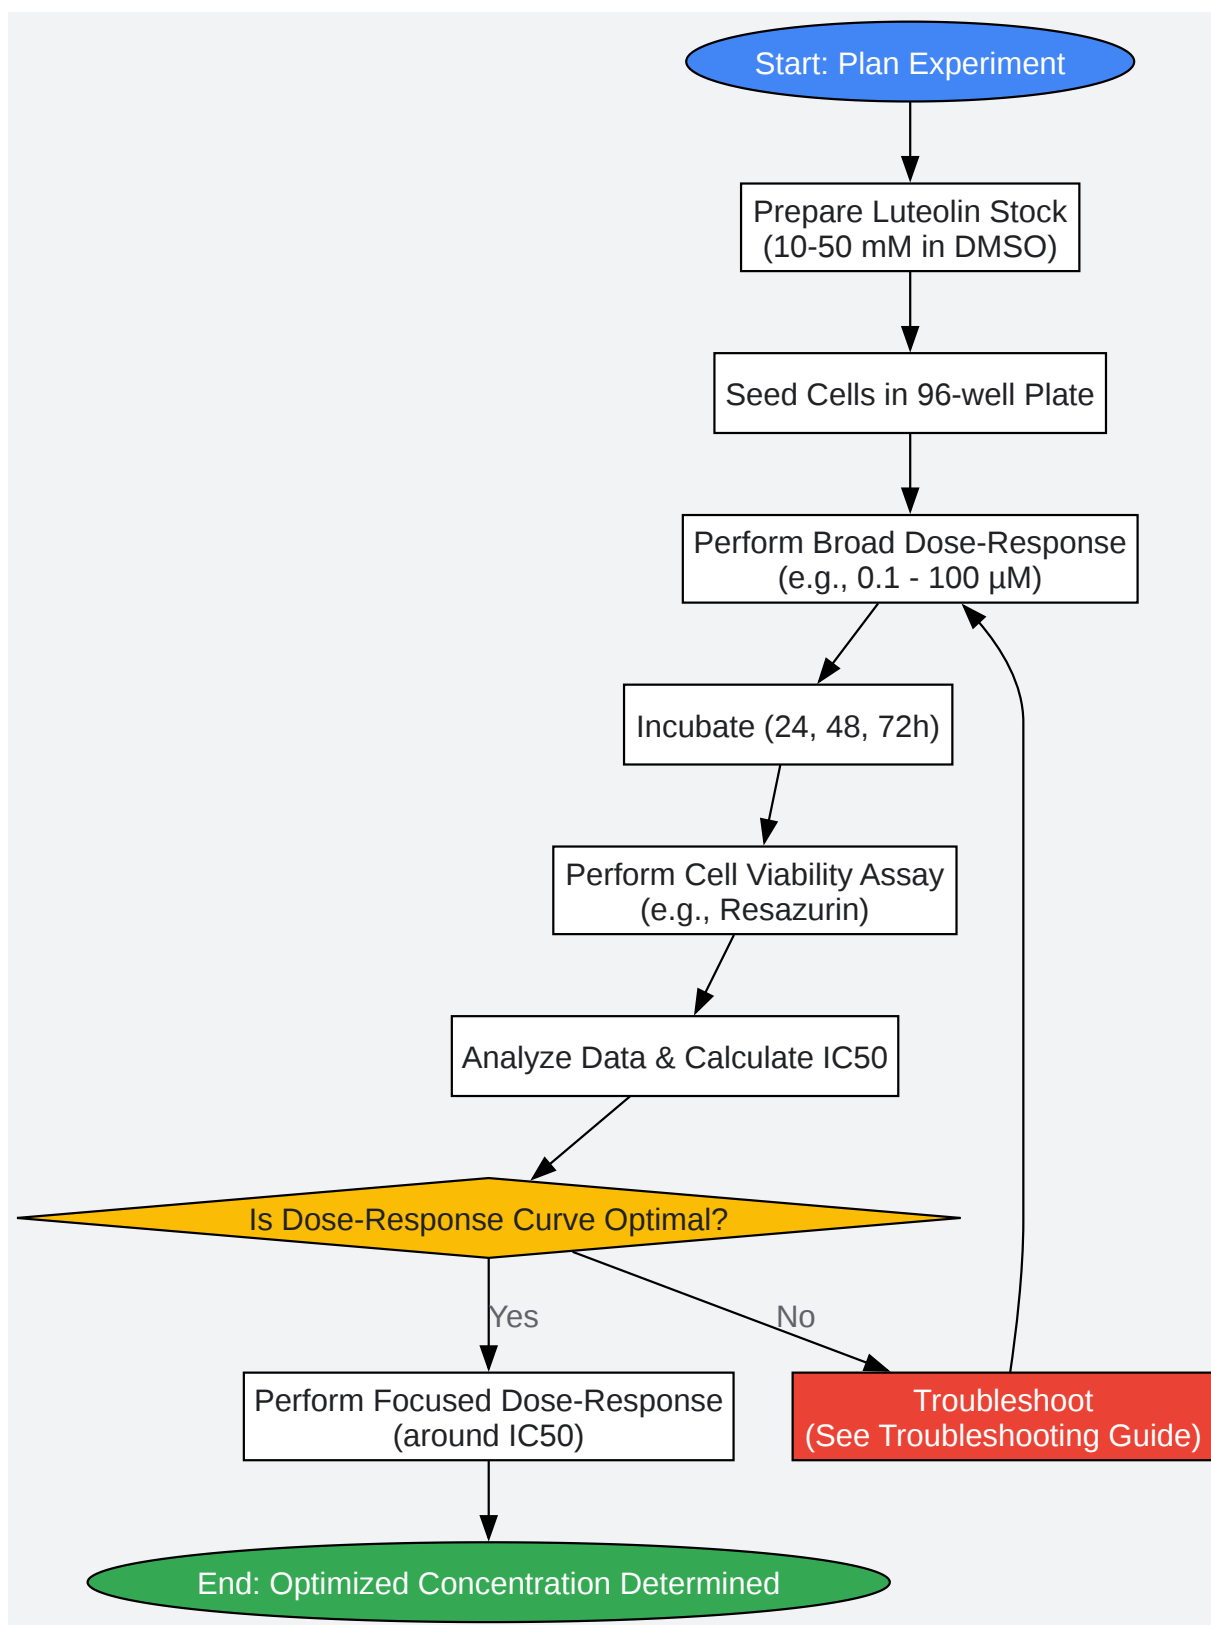 Start: Plan Experiment
Prepare Luteolin Stock
(10-50 mM in DMSO)
Seed Cells in 96-well Plate
Perform Broad Dose-Response
(e.g., 0.1 - 100 µM)
Incubate (24, 48, 72h)
Perform Cell Viability Assay
(e.g., Resazurin)
Analyze Data & Calculate IC50
Is Dose-Response Curve Optimal?
Yes
No
Perform Focused Dose-Response
(around IC50)
Troubleshoot
(See Troubleshooting Guide)
End: Optimized Concentration Determined